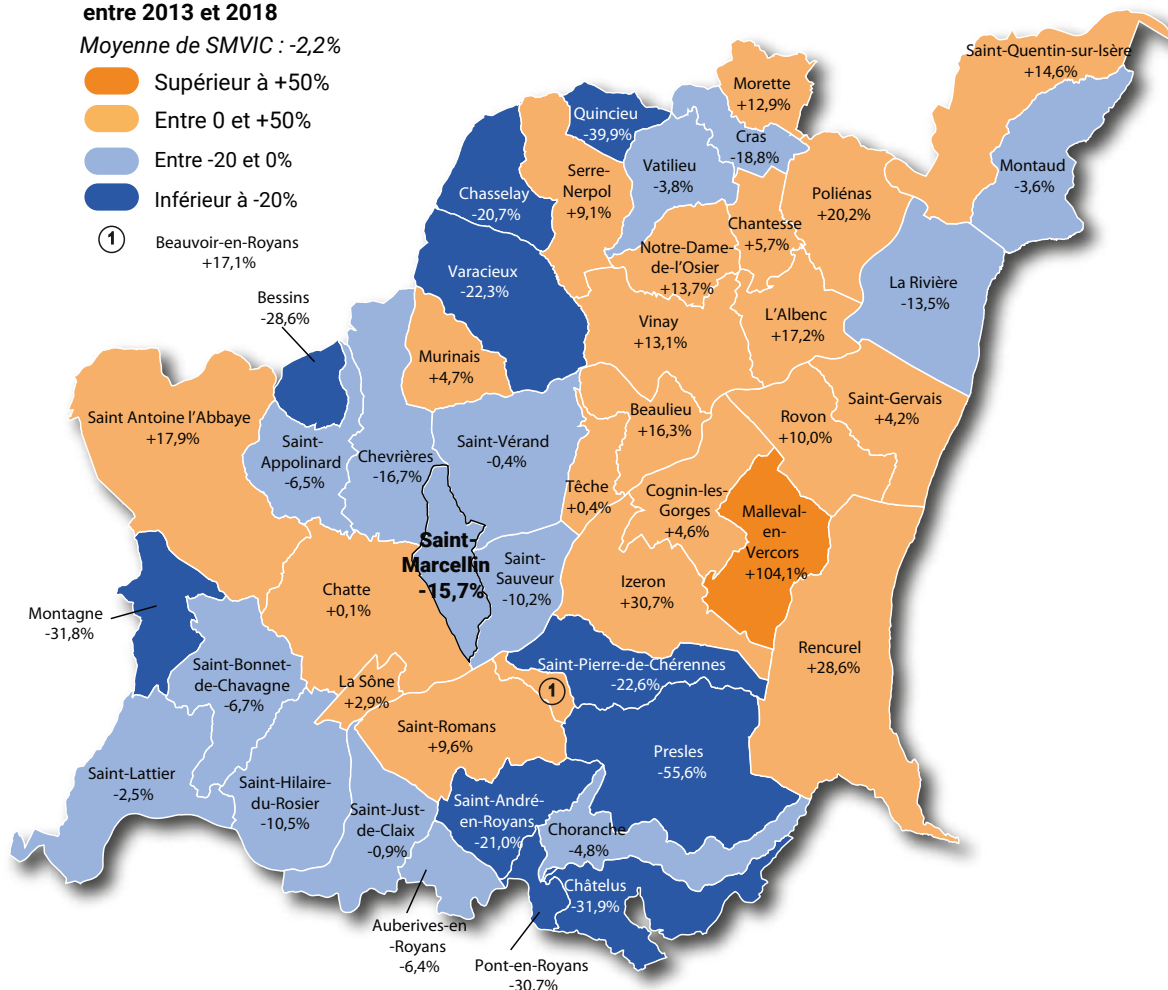 entre 2013 et 2018
Moyenne de SMVIC : -2,2%
Supérieur à +50%
Entre 0 et +50%
Entre -20 et 0%
Inférieur à -20%
1
Beauvoir-en-Royans
+17,1%
Saint-Quentin-sur-Isère
+14,6%
Morette
+12,9%
Quincieu
-39,9%
Cras
-18,8%
Montaud
-3,6%
Vatilieu
-3,8%
Serre-
Nerpol
+9,1%
Chasselay
-20,7%
Poliénas
+20,2%
Chantesse
+5,7%
Notre-Dame-
de-l’Osier
+13,7%
Varacieux
-22,3%
La Rivière
-13,5%
Bessins
-28,6%
L’Albenc
+17,2%
Vinay
+13,1%
Murinais
+4,7%
Saint-Gervais
+4,2%
Saint Antoine l’Abbaye
+17,9%
Beaulieu
+16,3%
Rovon
+10,0%
Saint-
Appolinard
-6,5%
Chevrières
-16,7%
Saint-Vérand
-0,4%
Têche
+0,4%
Cognin-les-
Gorges
+4,6%
Malleval-
en-
Vercors
+104,1%
Saint-
Marcellin
-15,7%
Saint-
Sauveur
-10,2%
Izeron
+30,7%
Chatte
+0,1%
Montagne
-31,8%
Rencurel
+28,6%
Saint-Bonnet-
de-Chavagne
-6,7%
Saint-Pierre-de-Chérennes
-22,6%
La Sône
+2,9%
1
Saint-Romans
+9,6%
Presles
-55,6%
Saint-Lattier
-2,5%
Saint-Hilaire-
du-Rosier
-10,5%
Saint-Just-
de-Claix
-0,9%
Saint-André-
en-Royans
-21,0%
Choranche
-4,8%
Châtelus
-31,9%
Auberives-en
-Royans
-6,4%
Pont-en-Royans
-30,7%